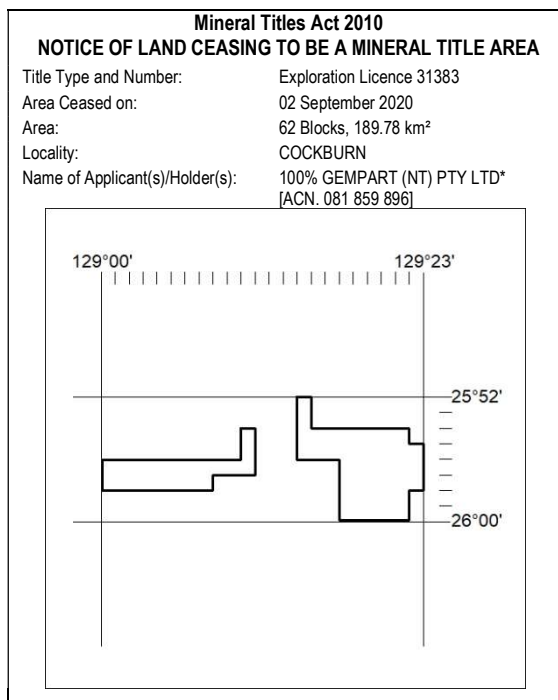 Mineral Titles Act 2010
NOTICE OF LAND CEASING TO BE A MINERAL TITLE AREA
Title Type and Number: Exploration Licence 31383
Area Ceased on: 02 September 2020
Area: 62 Blocks, 189.78 km²
Locality: COCKBURN
Name of Applicant(s)/Holder(s): 100% GEMPART (NT) PTY LTD*
[ACN. 081 859 896]
129°00' 129°23'
25°52'
26°00'